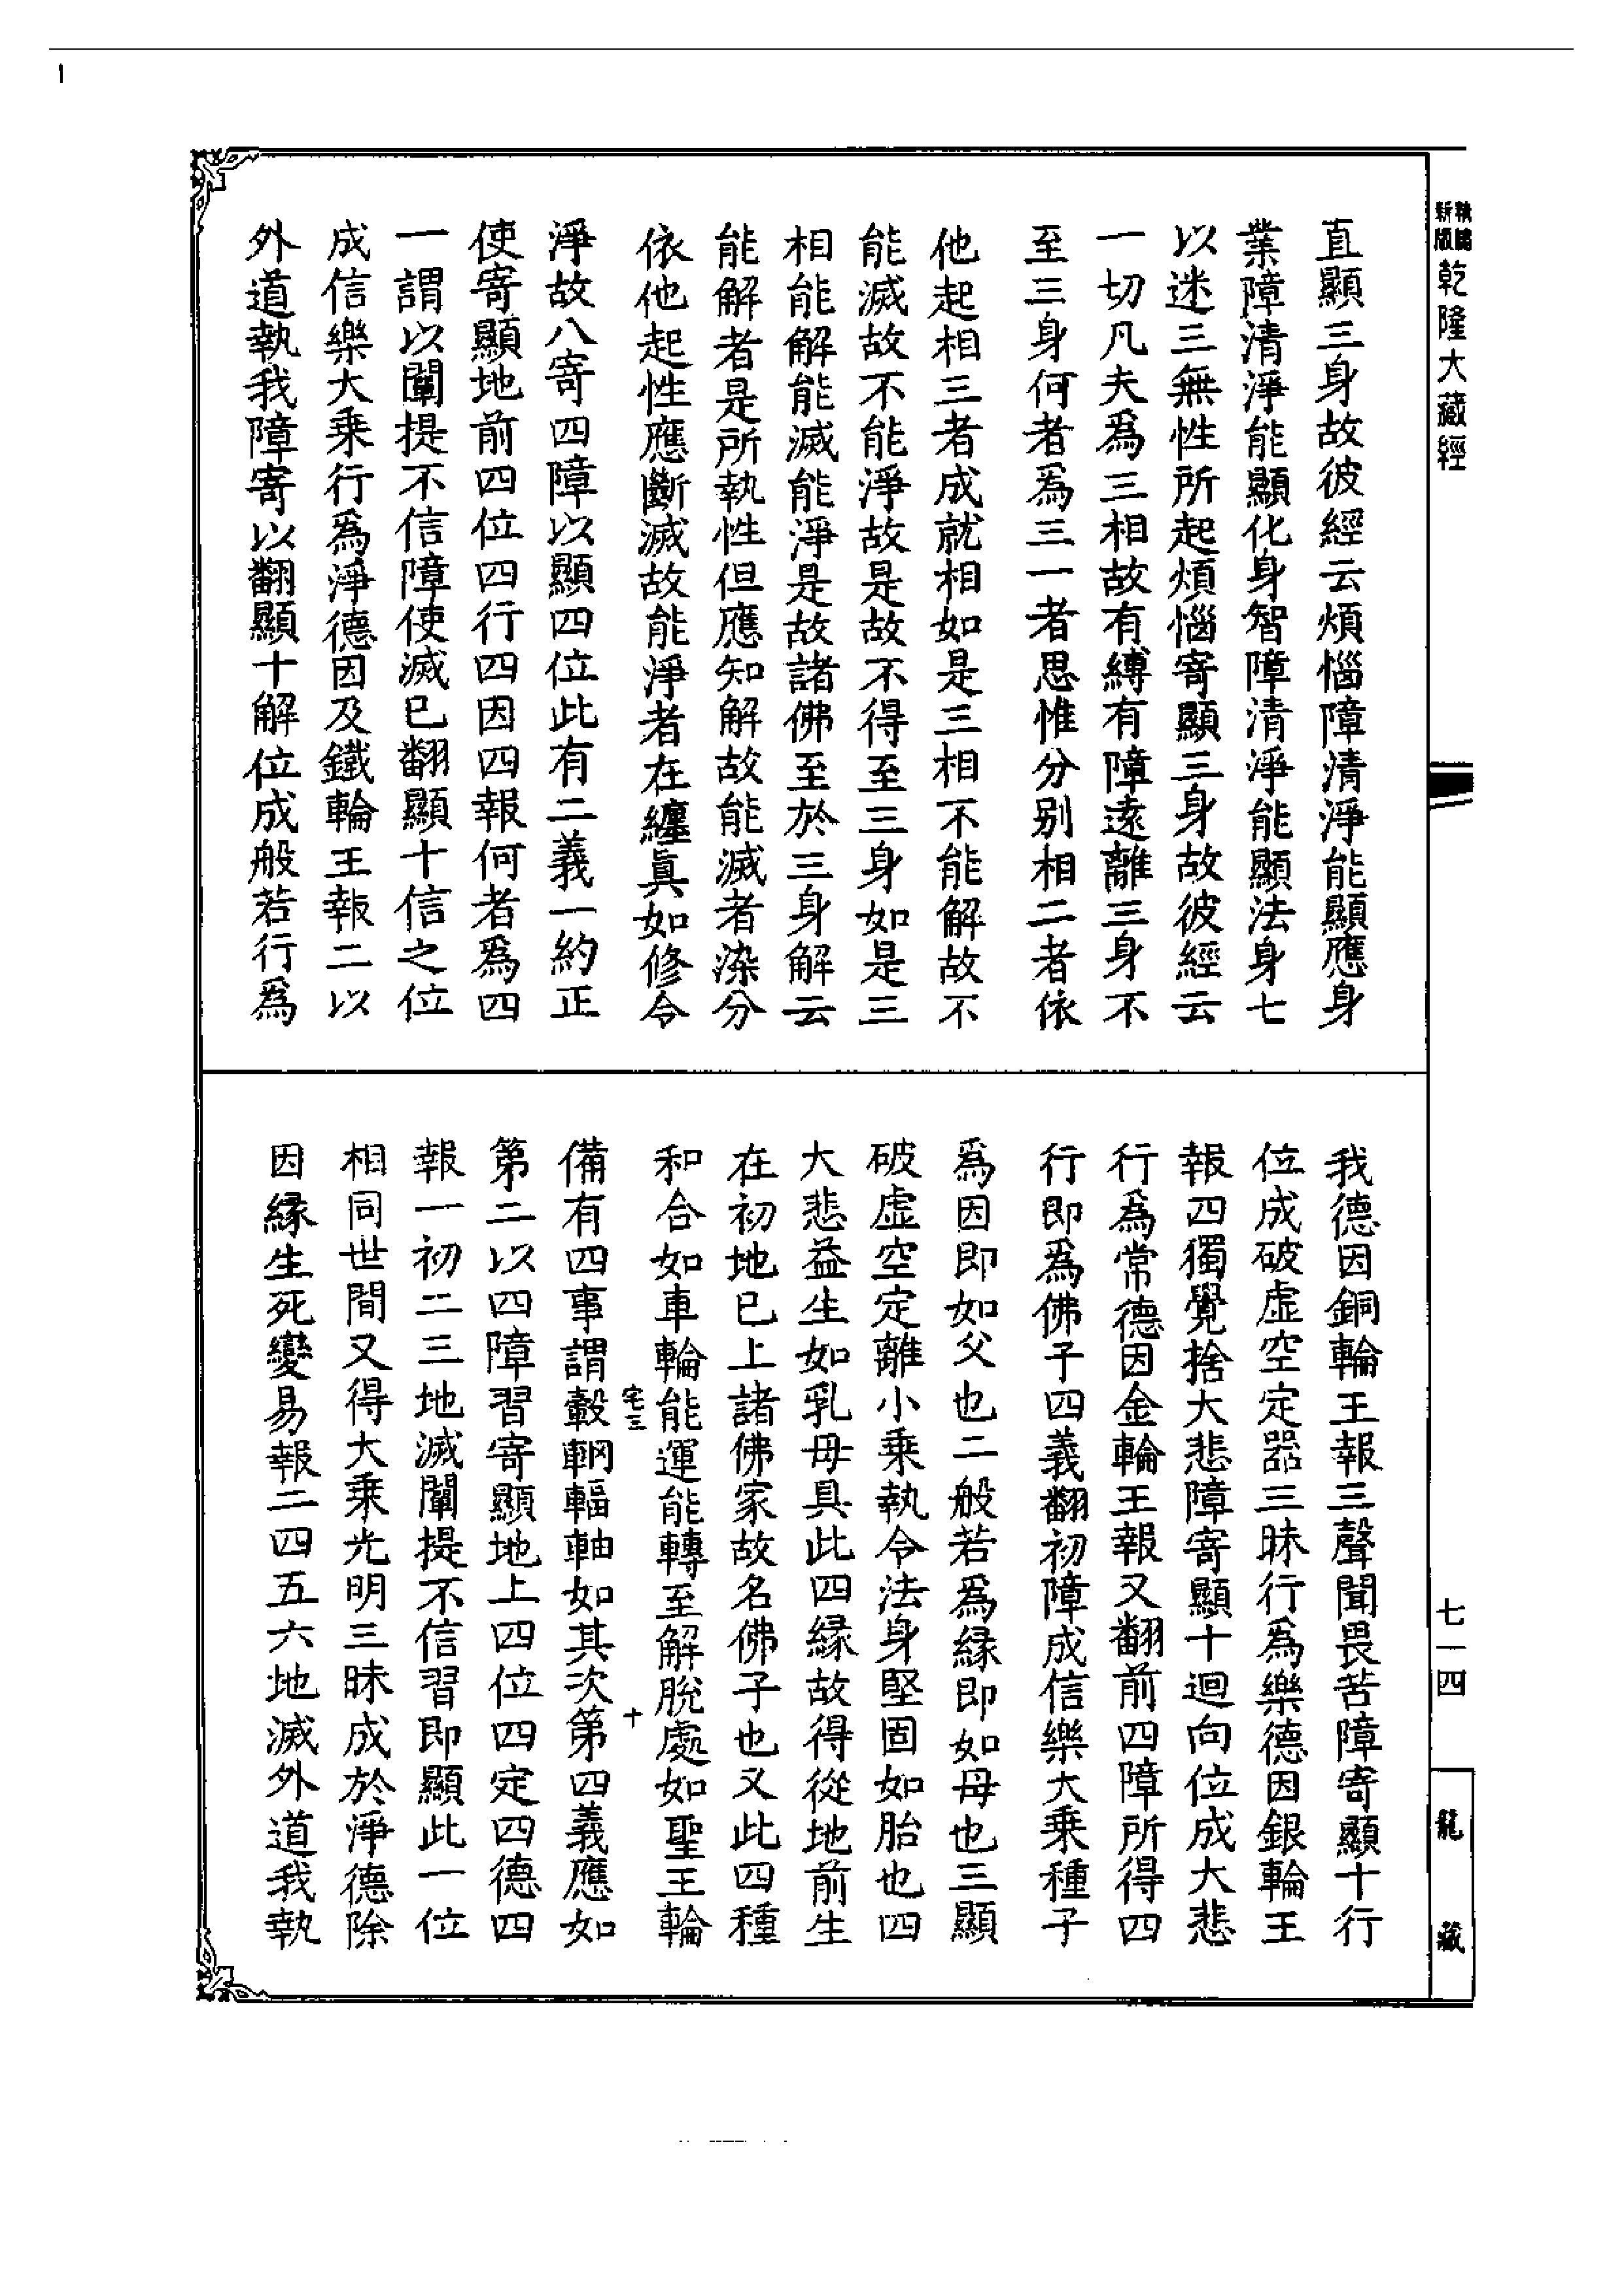 新編
新版
乾隆大藏經
七一四
龍藏
直顯三身故彼經云煩惱障清淨能顯應身
業障清淨能顯化身智障清淨能顯法身七
以迷三無性所起煩惱寄顯三身故彼經云
一切凡夫爲三相故有縛有障遠離三身不
至三身何者爲三一者思惟分别相二者依
他起相三者成就相如是三相不能解故不
能滅故不能淨故是故不得至三身如是三
相能解能滅能淨是故諸佛至於三身解云
能解者是所執性但應知解故能滅者染分
依他起性應斷滅故能淨者在纏眞如修令
淨故八寄四障以顯四位此有二義一約正
使寄顯地前四位四行四因四報何者爲四
一謂以闡提不信障使滅已翻顯十信之位
成信樂大乘行爲淨德因及鐵輪王報二以
外道執我障寄以翻顯十解位成般若行爲
我德因銅輪王報三聲聞畏苦障寄顯十行
位成破虛空定器三昧行爲樂德因銀輪王
報四獨覺捨大悲障寄顯十迴向位成大悲
行爲常德因金輪王報又翻前四障所得四
行即爲佛子四義翻初障成信樂大乘種子
爲因即如父也二般若爲緣即如母也三顯
破虛空定離小乘執令法身堅固如胎也四
大悲益生如乳母具此四緣故得從地前生
在初地已上諸佛家故名佛子也又此四種
和合如車輪能運能轉至解脫處如聖王輪
宅三
十
備有四事謂轂輞輻軸如其次第四義應如
第二以四障習寄顯地上四位四定四德四
報一初二三地滅闡提不信習即顯此一位
相同世間又得大乘光明三昧成於淨德除
因緣生死變易報二四五六地滅外道我執